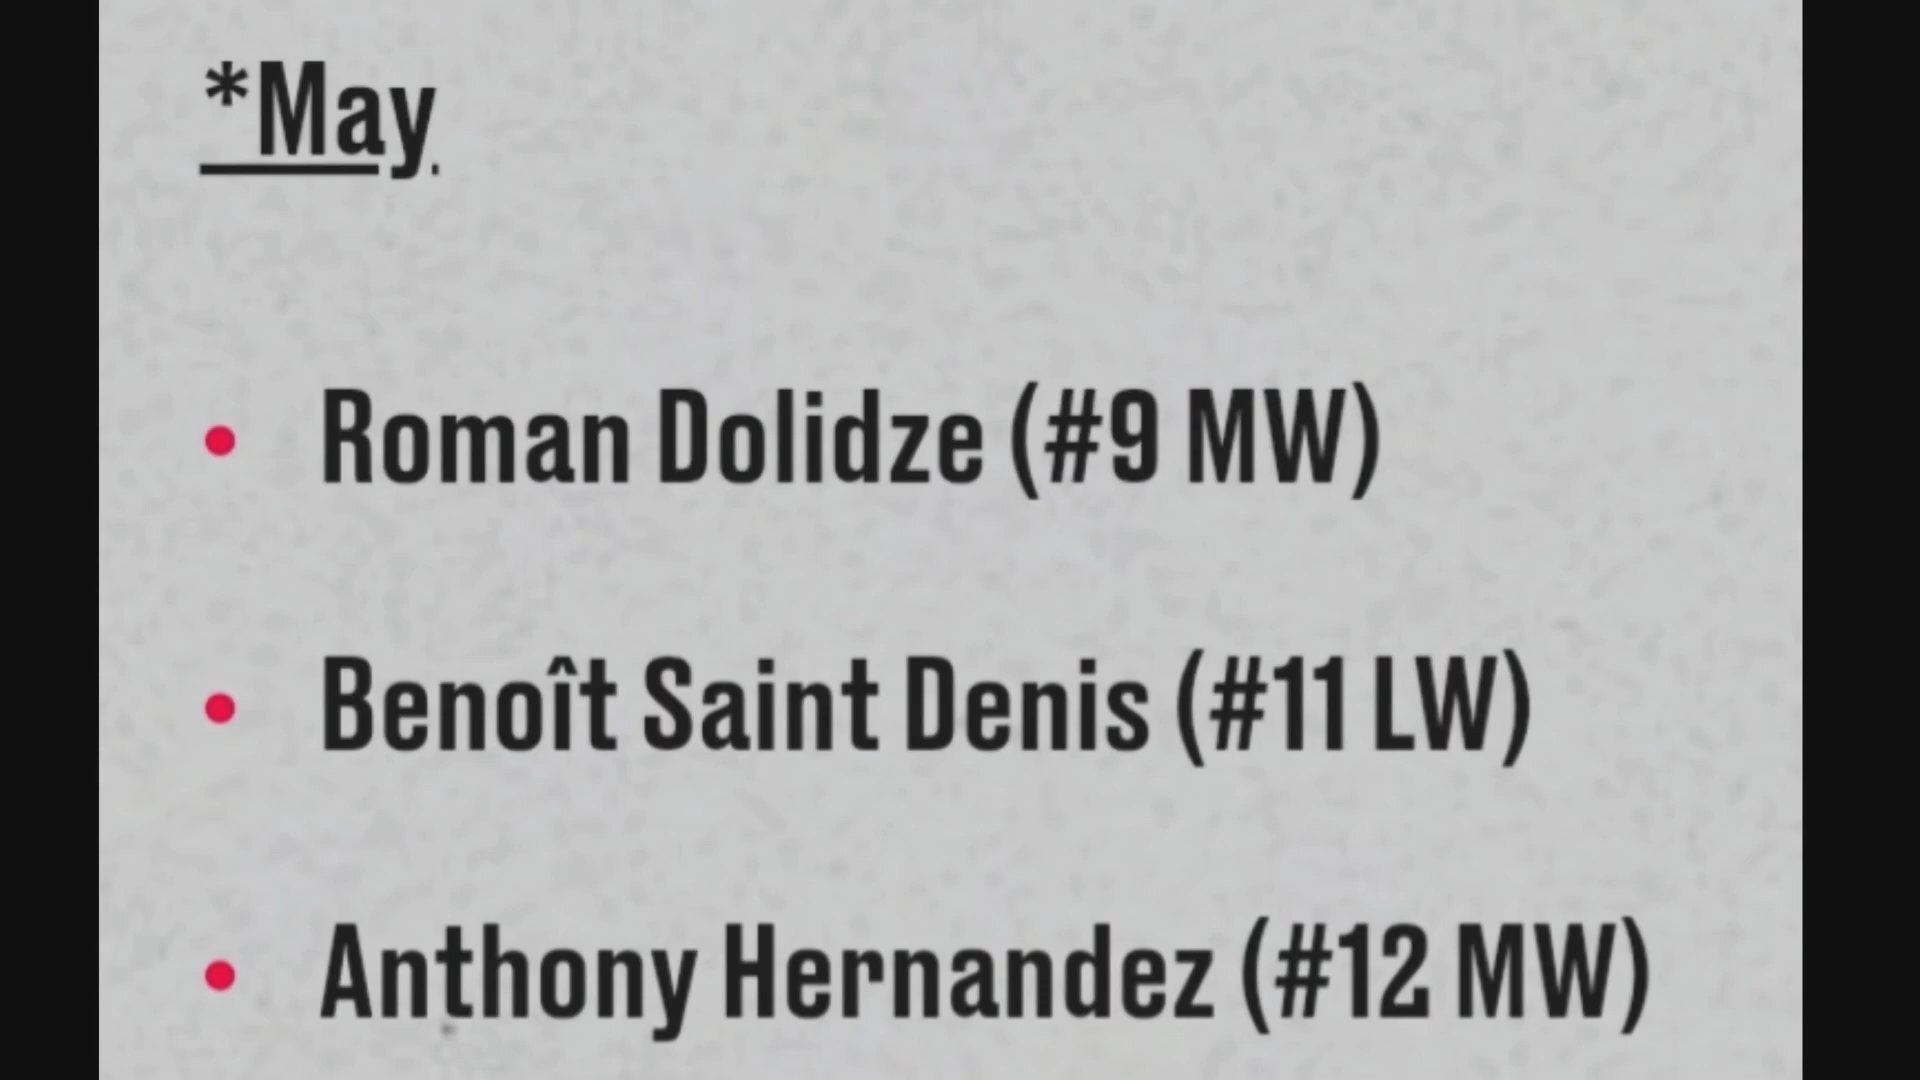 *May
• Roman Dolidze (#9 MW)
• Benoît Saint Denis (#11 LW)
• Anthony Hernandez (#12 MW)